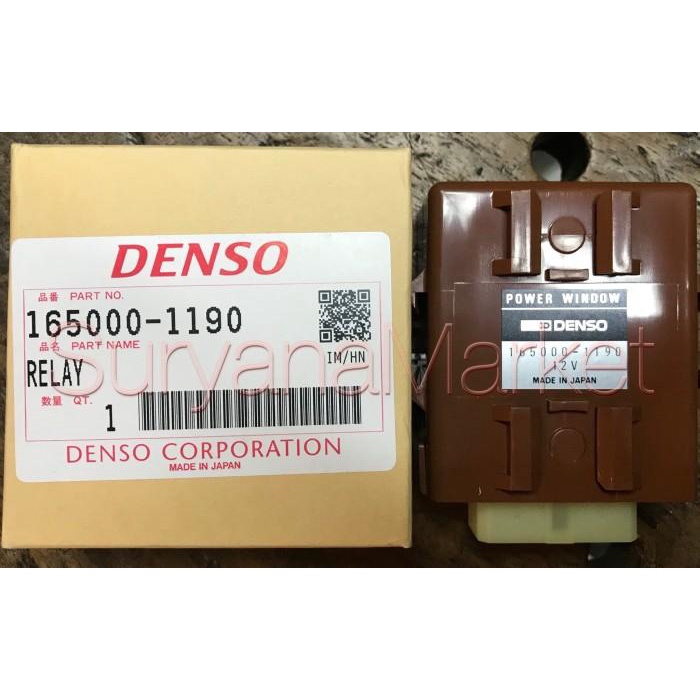 DENSO
品番 PART NO.
165000-1190
品名 PART NAME
IM/HN
RELAY
数量 QT.
1
DENSO CORPORATION
MADE IN JAPAN
POWER WINDOW
DENSO
165000-1190
12V
MADE IN JAPAN
SuryanaMarket